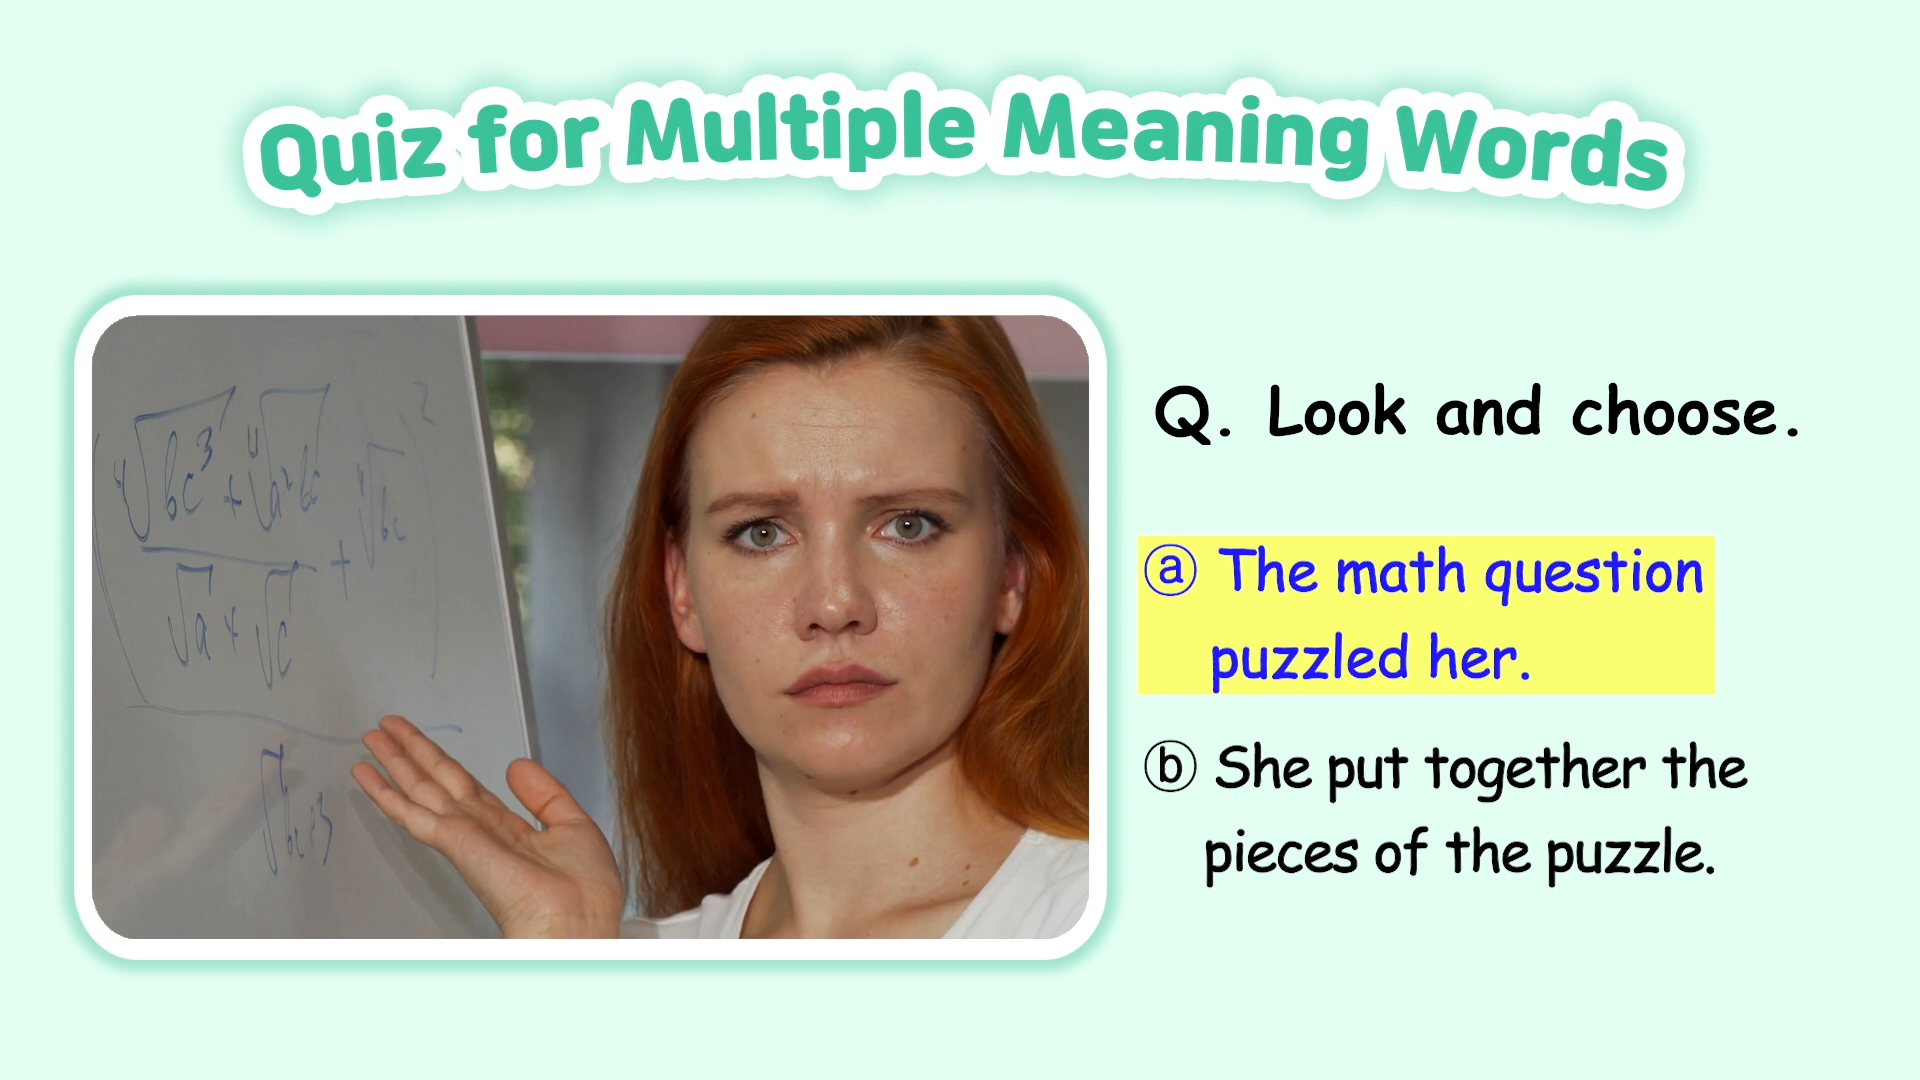 Quiz for Multiple Meaning Words
Q. Look and choose.
ⓐ The math question
puzzled her.
ⓑ She put together the
pieces of the puzzle.